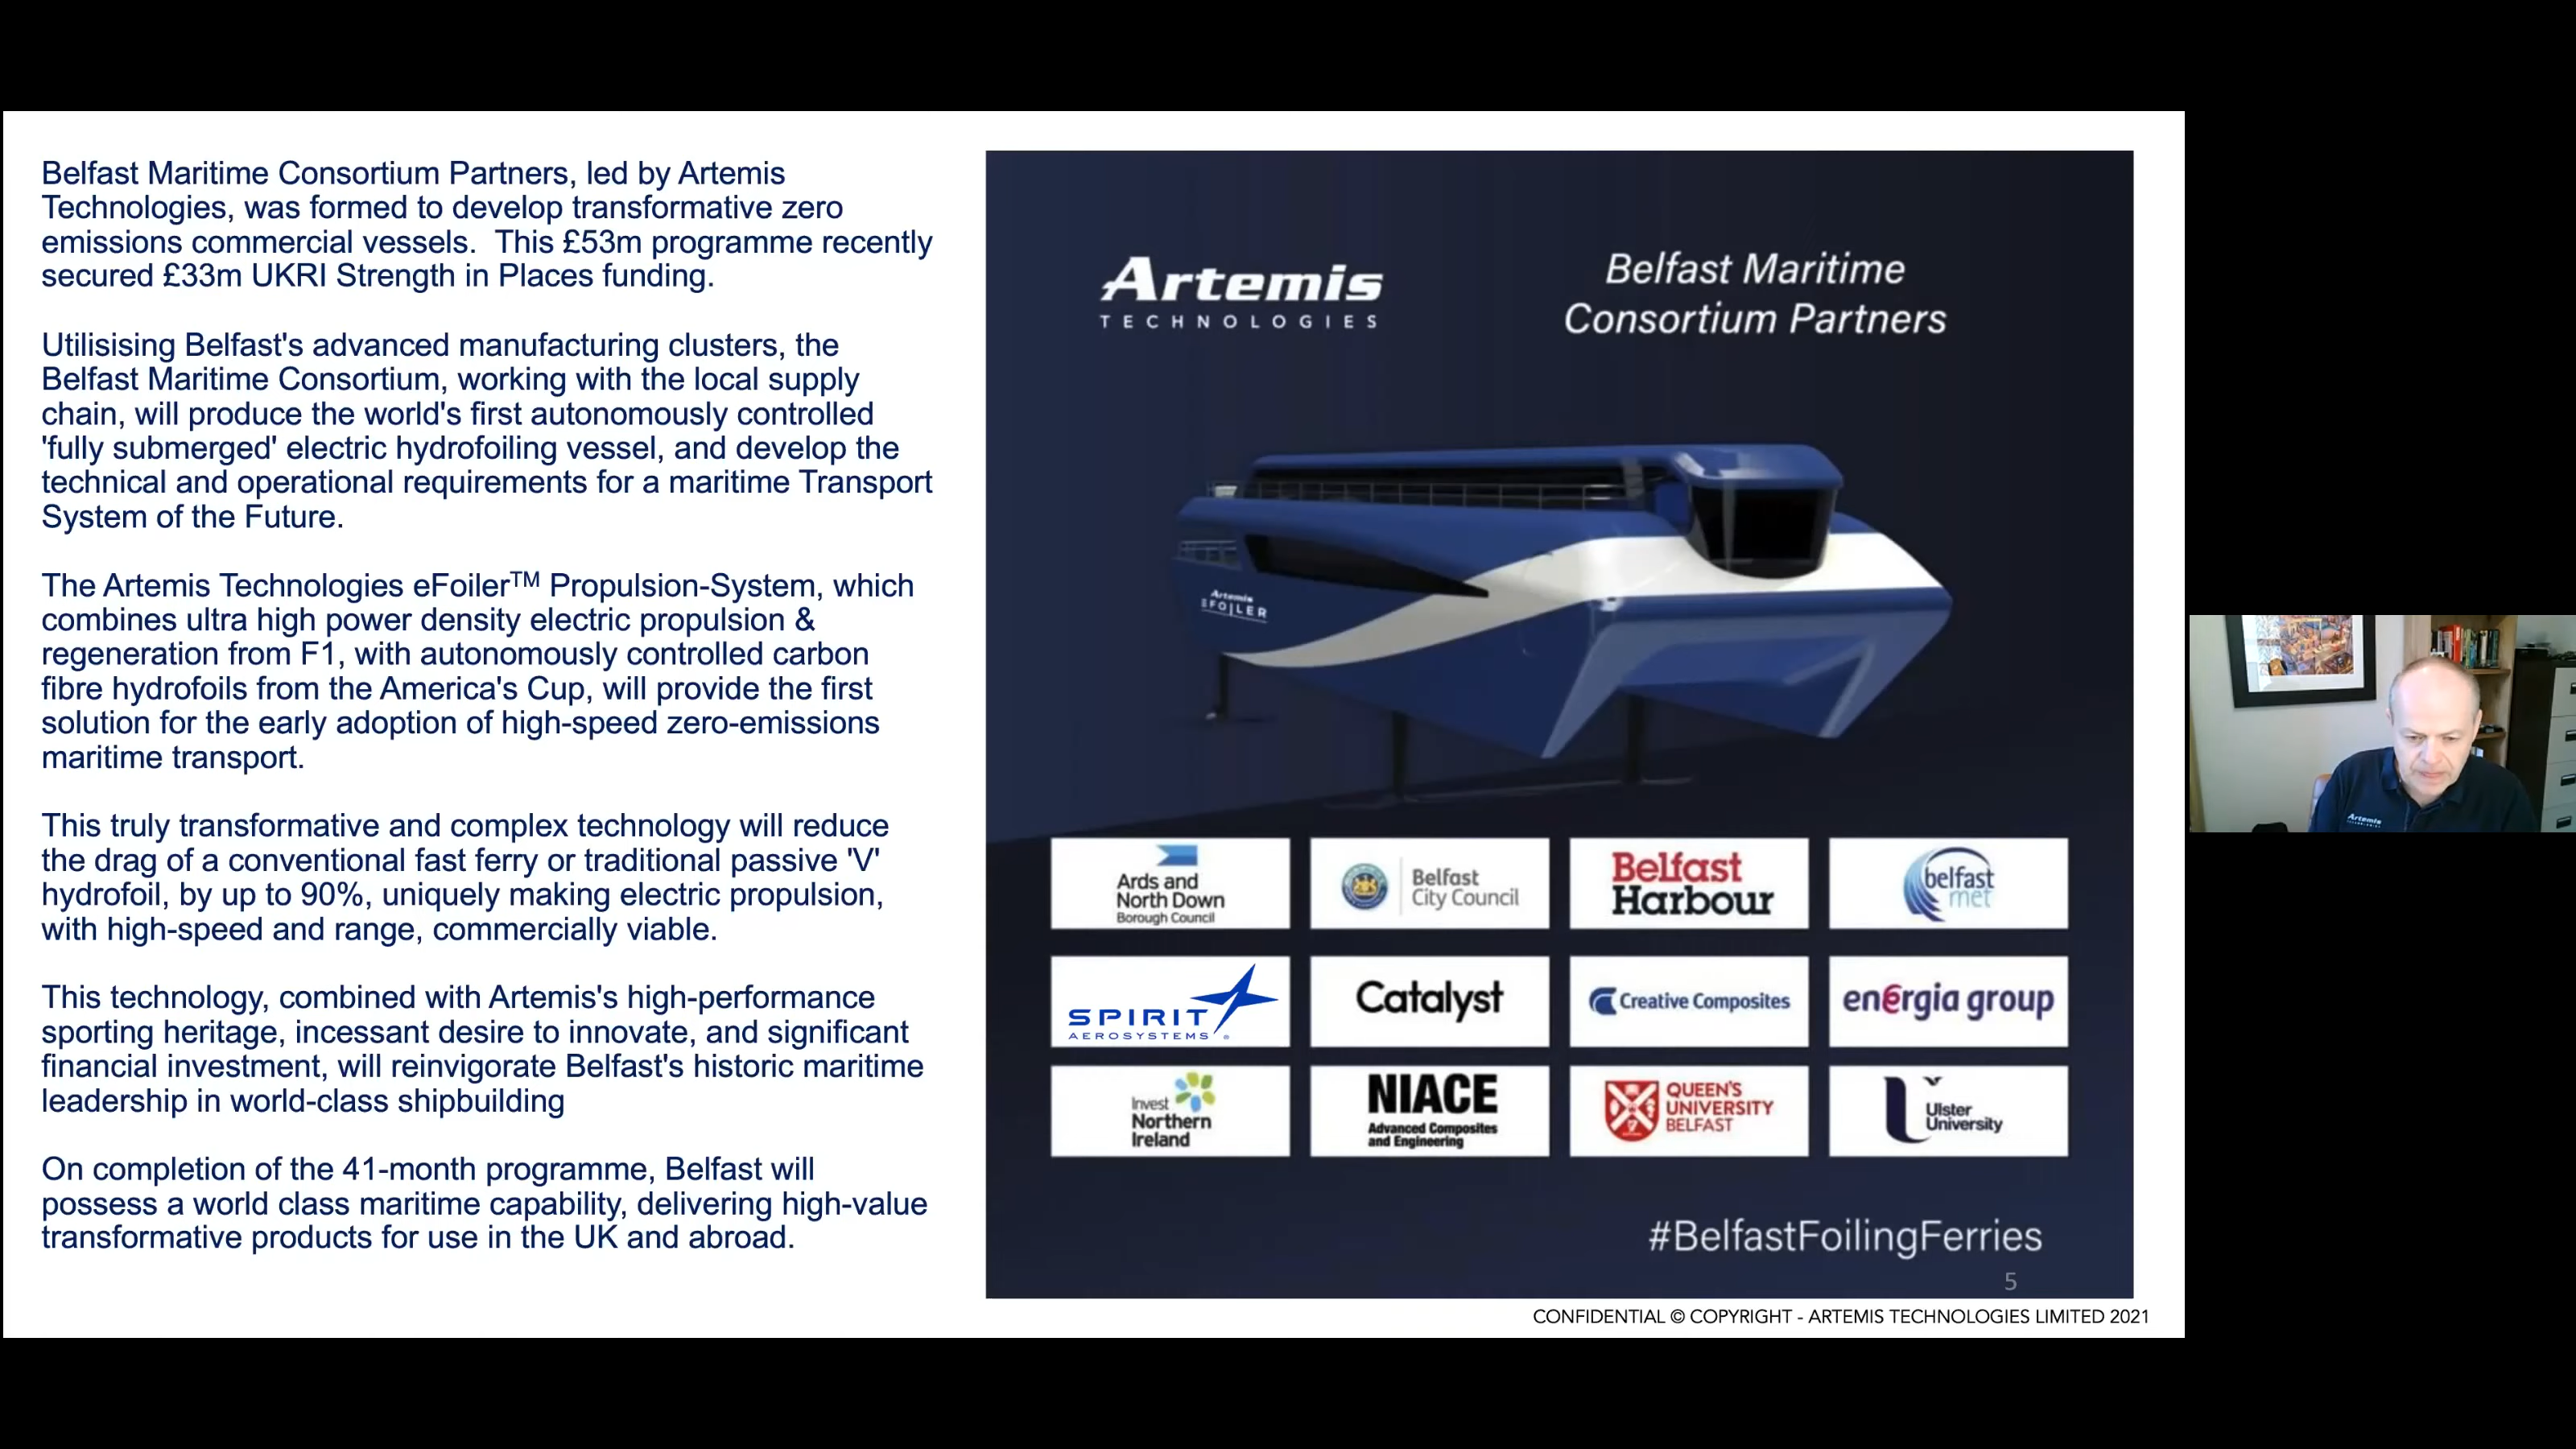 Belfast Maritime Consortium Partners, led by Artemis
Technologies, was formed to develop transformative zero
emissions commercial vessels.  This £53m programme recently
secured £33m UKRI Strength in Places funding.
Utilisising Belfast's advanced manufacturing clusters, the
Belfast Maritime Consortium, working with the local supply
chain, will produce the world's first autonomously controlled
'fully submerged' electric hydrofoiling vessel, and develop the
technical and operational requirements for a maritime Transport
System of the Future.
The Artemis Technologies eFoiler™ Propulsion-System, which
combines ultra high power density electric propulsion &
regeneration from F1, with autonomously controlled carbon
fibre hydrofoils from the America's Cup, will provide the first
solution for the early adoption of high-speed zero-emissions
maritime transport.
This truly transformative and complex technology will reduce
the drag of a conventional fast ferry or traditional passive 'V'
hydrofoil, by up to 90%, uniquely making electric propulsion,
with high-speed and range, commercially viable.
This technology, combined with Artemis's high-performance
sporting heritage, incessant desire to innovate, and significant
financial investment, will reinvigorate Belfast's historic maritime
leadership in world-class shipbuilding
On completion of the 41-month programme, Belfast will
possess a world class maritime capability, delivering high-value
transformative products for use in the UK and abroad.
Artemis
TECHNOLOGIES
Belfast Maritime
Consortium Partners
Artemis
EFOILER
Ards and
North Down
Borough Council
Belfast
City Council
Belfast
Harbour
belfast
met
SPIRIT
AEROSYSTEMS
Catalyst
Creative Composites
energia group
Invest
Northern
Ireland
NIACE
Advanced Composites
and Engineering
QUEEN'S
UNIVERSITY
BELFAST
Ulster
University
#BelfastFoilingFerries
5
CONFIDENTIAL © COPYRIGHT - ARTEMIS TECHNOLOGIES LIMITED 2021
Artemis